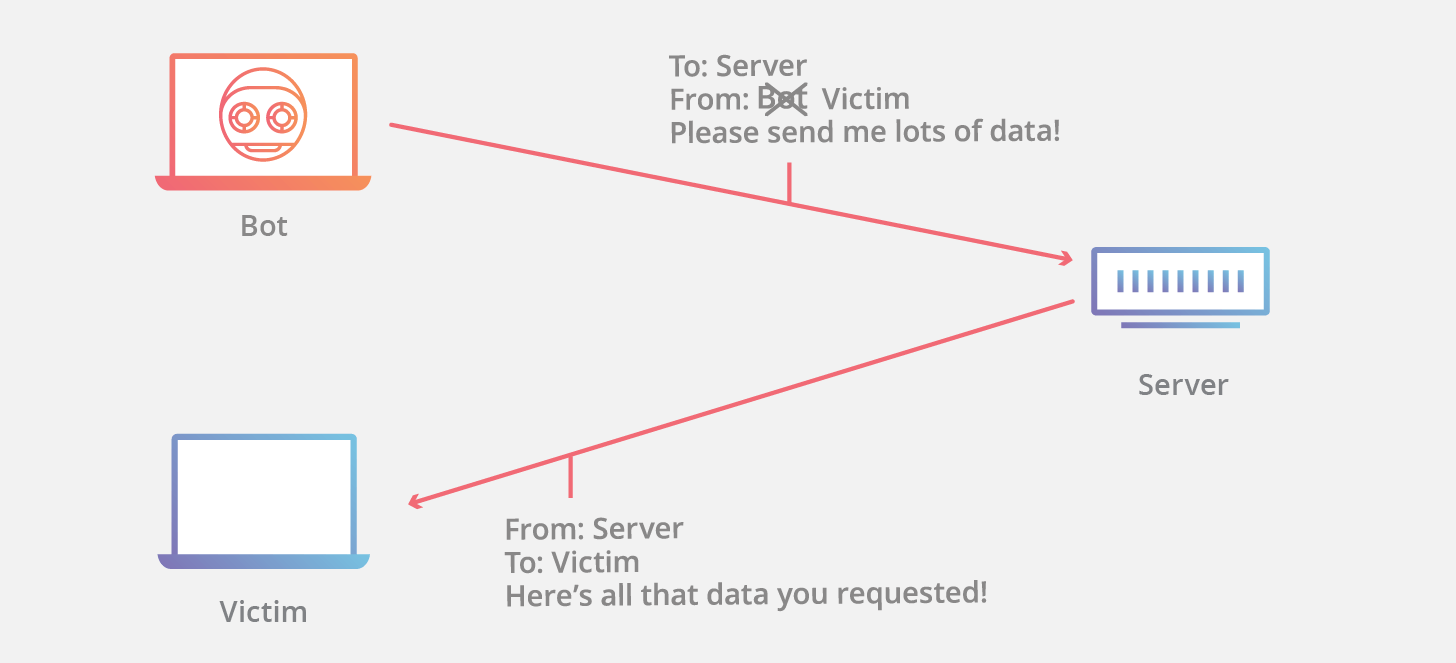 To: Server
From: Bot Victim
Please send me lots of data!
Bot
Server
From: Server
To: Victim
Here's all that data you requested!
Victim